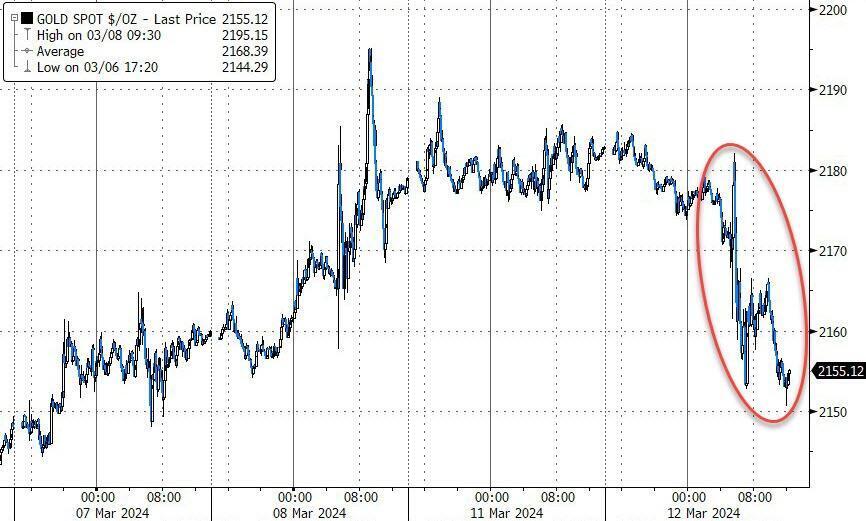 GOLD SPOT $/OZ - Last Price 2155.12
High on 03/08 09:30 2195.15
Average 2168.39
Low on 03/06 17:20 2144.29
2200
2190
2180
2170
2160
2155.12
2150
00:00 08:00 00:00 08:00 00:00 08:00 00:00 08:00
07 Mar 2024 08 Mar 2024 11 Mar 2024 12 Mar 2024